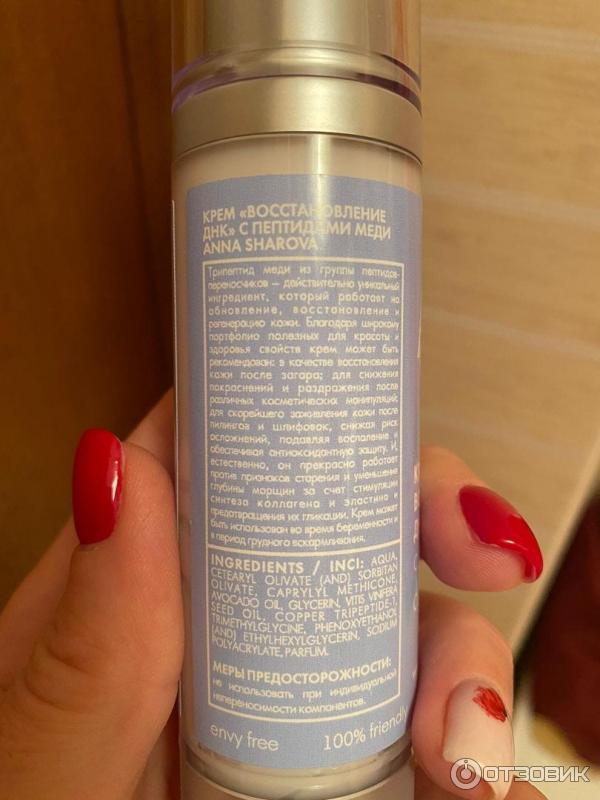 КРЕМ «ВОССТАНОВЛЕНИЕ
ДНК» С ПЕПТИДАМИ МЕДИ
ANNA SHAROVA
Трипептид меди из группы пептидов-
переносчиков – действительно уникальный
ингредиент, который работает на
обновление, восстановление и
регенерацию кожи. Благодаря широкому
портфолио полезных для красоты и
здоровья свойств крем может быть
рекомендован: в качестве восстановления
кожи после загара; для снижения
покраснений и раздражения после
различных косметических манипуляций;
для скорейшего заживления кожи после
пилингов и шлифовок, снижая риск
осложнений, подавляя воспаление и
обеспечивая антиоксидантную защиту. И,
естественно, он прекрасно работает
против признаков старения и уменьшения
глубины морщин за счет стимуляции
синтеза коллагена и эластина и
предотвращения их гликации. Крем может
быть использован во время беременности и
в период грудного вскармливания.
INGREDIENTS / INCI: AQUA,
CETEARYL OLIVATE (AND) SORBITAN
OLIVATE, CAPRYLYL METHICONE,
AVOCADO OIL, GLYCERIN, VITIS VINIFERA
SEED OIL, COPPER TRIPEPTIDE-1,
TRIMETHYLGLYCINE, PHENOXYETHANOL
(AND) ETHYLHEXYLGLYCERIN, SODIUM
POLYACRYLATE, PARFUM.
МЕРЫ ПРЕДОСТОРОЖНОСТИ:
не использовать при индивидуальной
непереносимости компонентов.
envy free 100% friendly
ОТЗОВИК